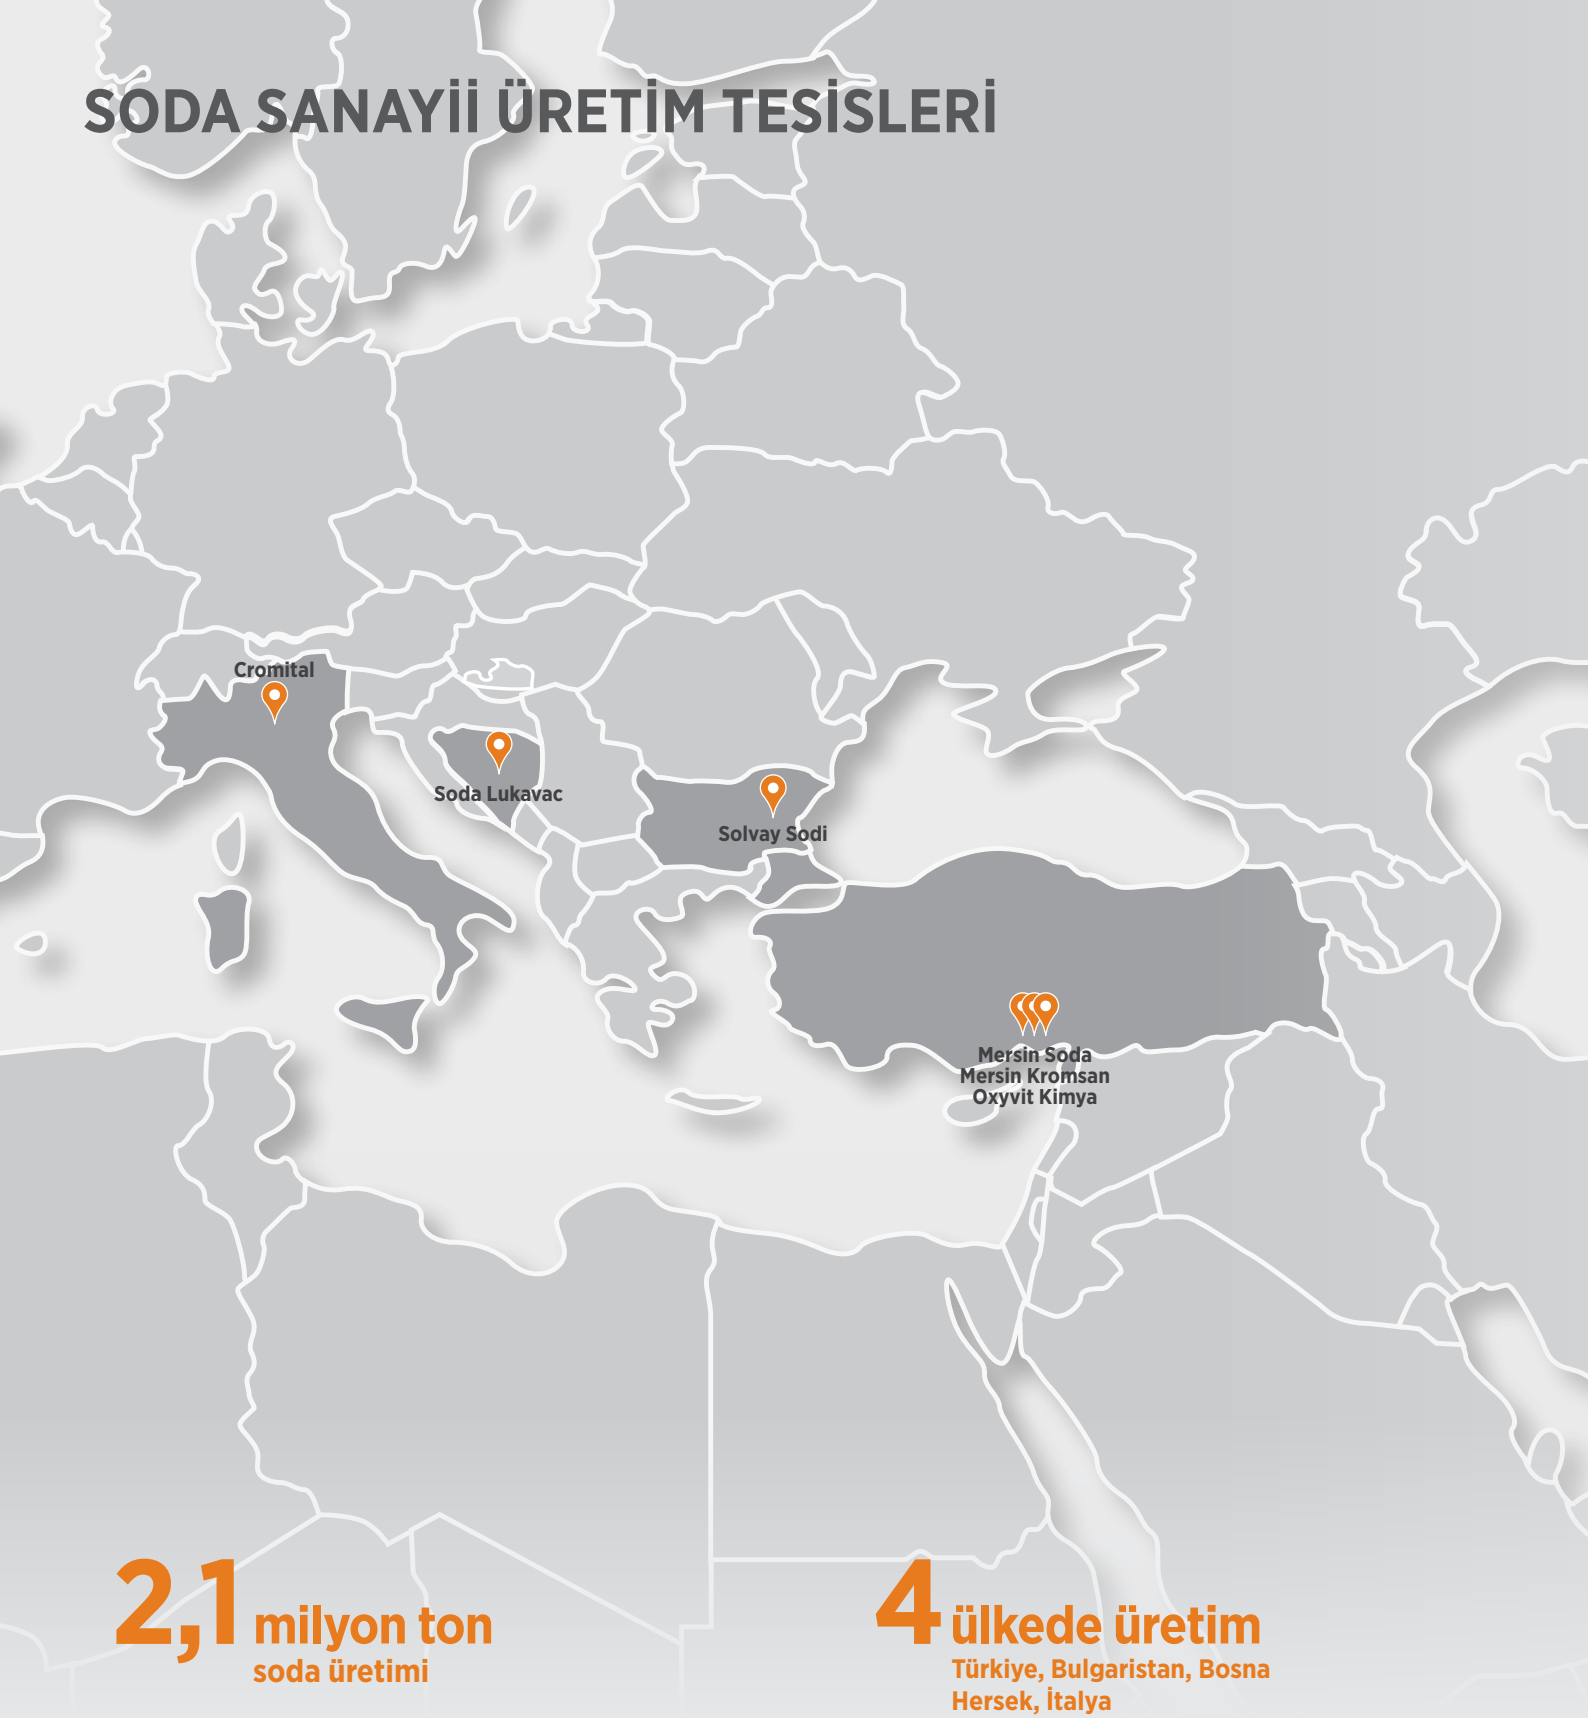 SODA SANAYİİ ÜRETİM TESİSLERİ
Cromital
Soda Lukavac
Solvay Sodi
Mersin Soda
Mersin Kromsan
Oxyvit Kimya
2,1 milyon ton
soda üretimi
4 ülkede üretim
Türkiye, Bulgaristan, Bosna
Hersek, İtalya